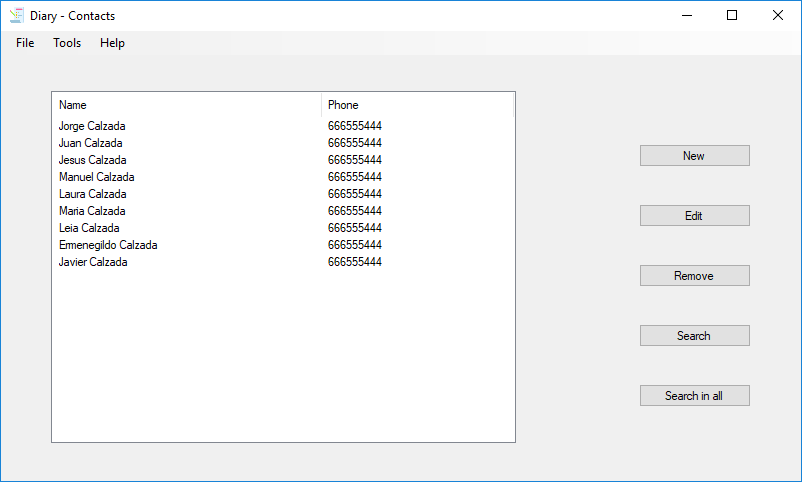 Diary - Contacts
File Tools Help
Name Phone
Jorge Calzada 666555444
Juan Calzada 666555444
Jesus Calzada 666555444
Manuel Calzada 666555444
Laura Calzada 666555444
Maria Calzada 666555444
Leia Calzada 666555444
Ermenegildo Calzada 666555444
Javier Calzada 666555444
New
Edit
Remove
Search
Search in all